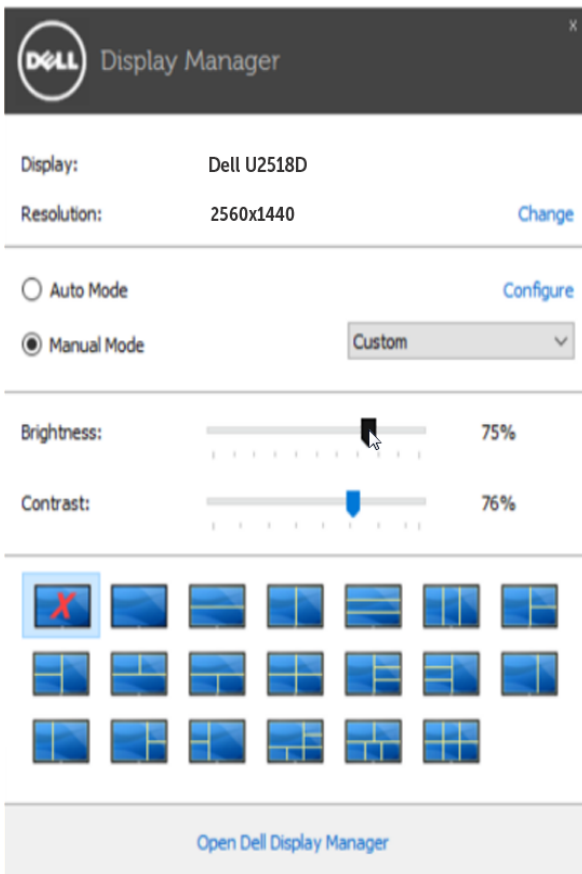 DELL Display Manager x
Display: Dell U2518D
Resolution: 2560x1440 Change
Auto Mode Configure
Manual Mode Custom
Brightness: 75%
Contrast: 76%
Open Dell Display Manager